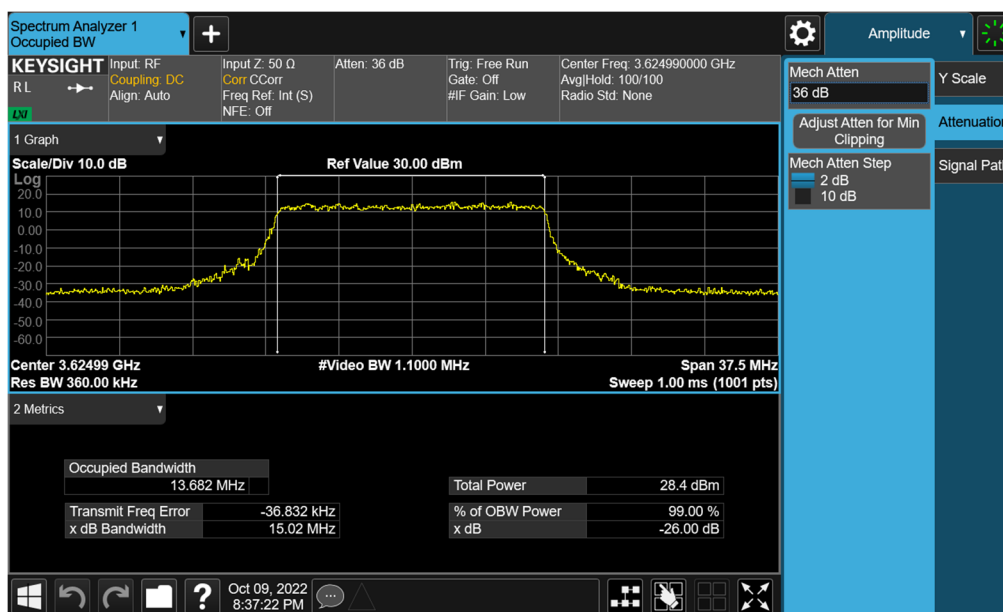 Spectrum Analyzer 1
Occupied BW
Amplitude
KEYSIGHT
R L
LXI
Input: RF
Coupling: DC
Align: Auto
Input Z: 50 Ω
Corr CCorr
Freq Ref: Int (S)
NFE: Off
Atten: 36 dB
Trig: Free Run
Gate: Off
#IF Gain: Low
Center Freq: 3.624990000 GHz
Avg|Hold: 100/100
Radio Std: None
Mech Atten
36 dB
Adjust Atten for Min
Clipping
Mech Atten Step
2 dB
10 dB
Y Scale
Attenuation
Signal Pat
1 Graph
Scale/Div 10.0 dB
Ref Value 30.00 dBm
Log
20.0
10.0
0.00
-10.0
-20.0
-30.0
-40.0
-50.0
-60.0
Center 3.62499 GHz
#Video BW 1.1000 MHz
Span 37.5 MHz
Res BW 360.00 kHz
Sweep 1.00 ms (1001 pts)
2 Metrics
Occupied Bandwidth
13.682 MHz
Transmit Freq Error -36.832 kHz
x dB Bandwidth 15.02 MHz
Total Power 28.4 dBm
% of OBW Power 99.00 %
x dB -26.00 dB
?
Oct 09, 2022
8:37:22 PM